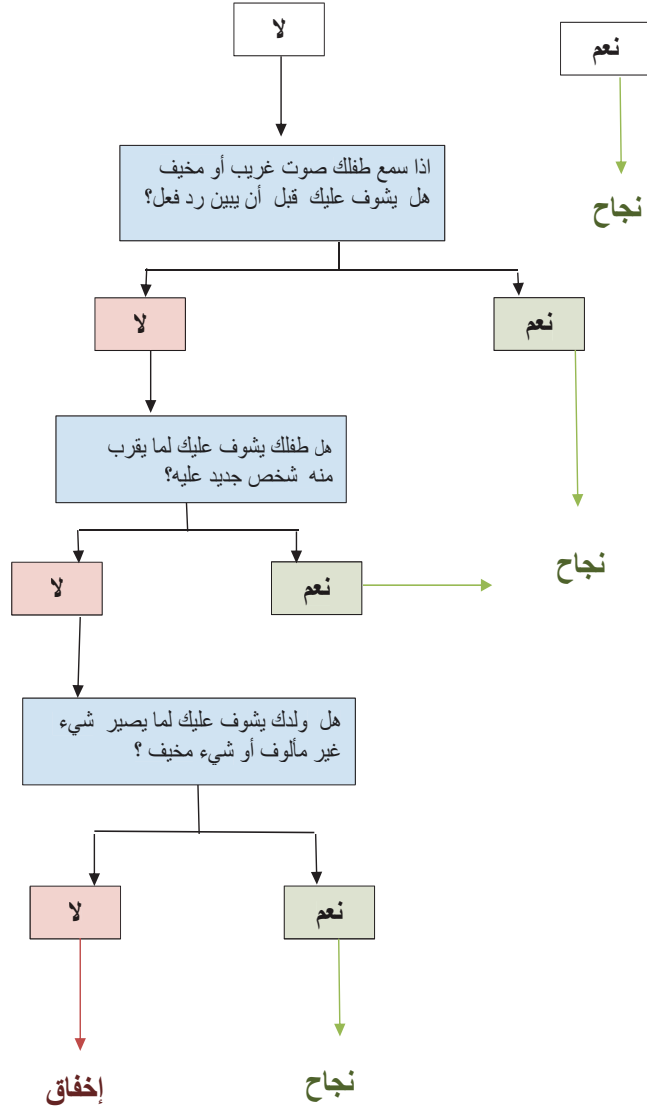 نعم
لا
نجاح
اذا سمع طفلك صوت غريب أو مخيف
هل يشوف عليك قبل أن يبين رد فعل؟
نعم
لا
هل طفلك يشوف عليك لما يقرب
منه شخص جديد عليه؟
نجاح
نعم
لا
هل ولدك يشوف عليك لما يصير شيء
غير مألوف أو شيء مخيف ؟
نعم
لا
نجاح
إخفاق